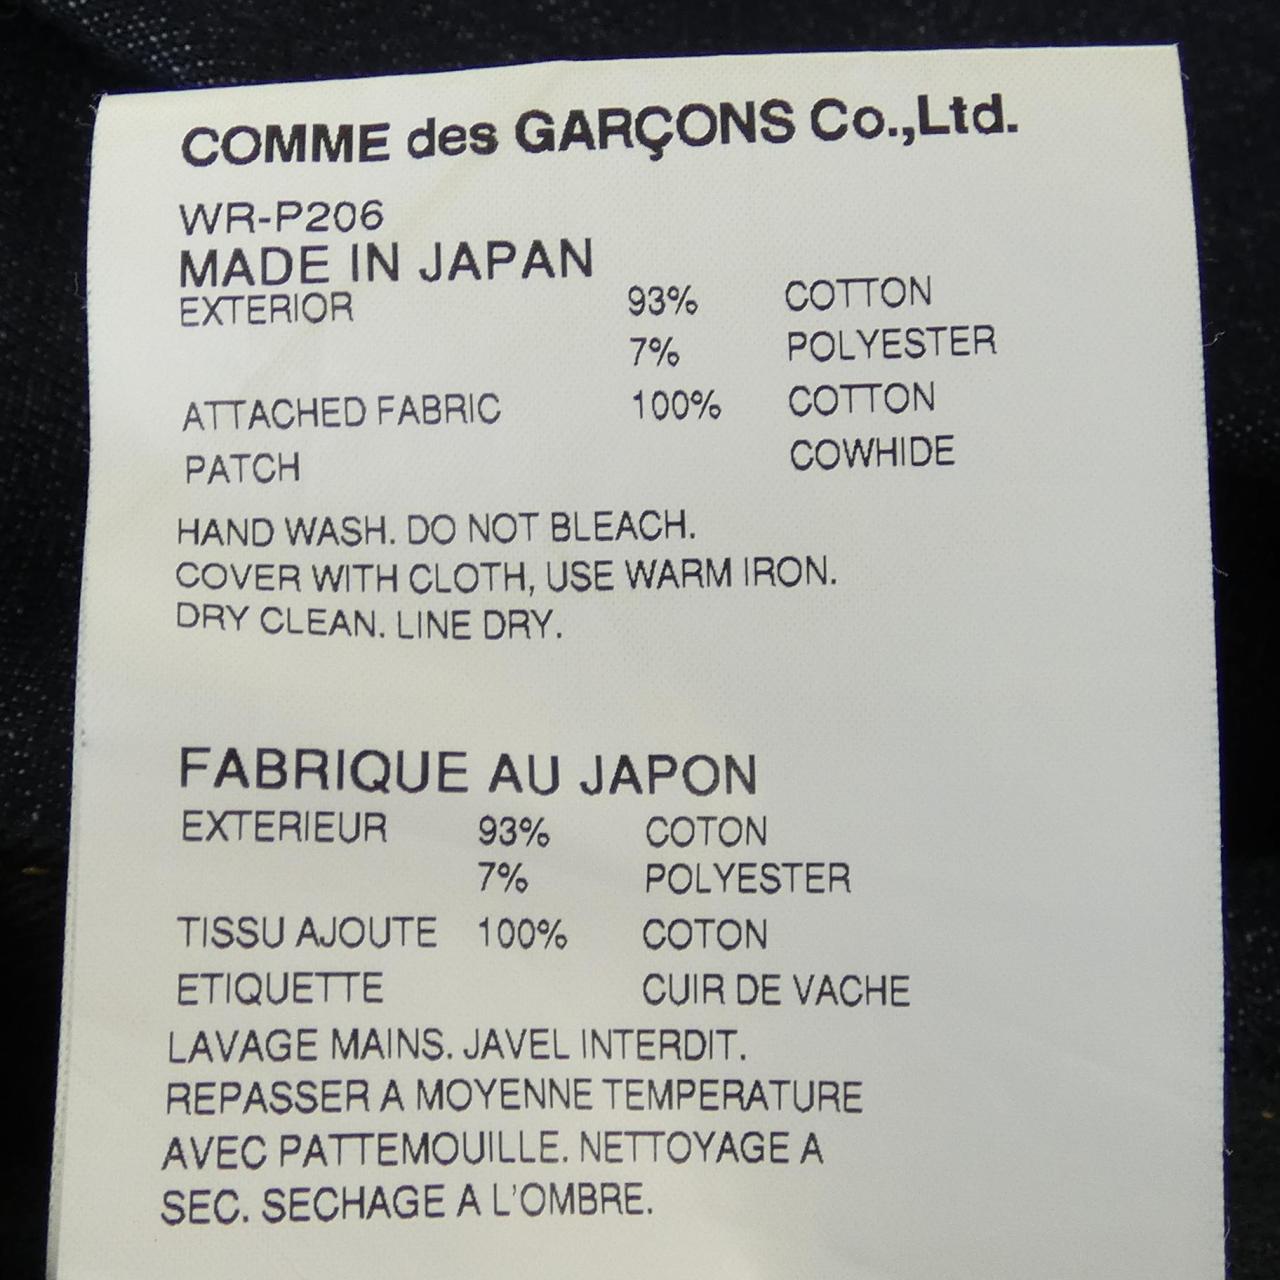 COMME des GARÇONS Co.,Ltd.
WR-P206
MADE IN JAPAN
EXTERIOR 93% COTTON
7% POLYESTER
ATTACHED FABRIC 100% COTTON
PATCH COWHIDE
HAND WASH. DO NOT BLEACH.
COVER WITH CLOTH, USE WARM IRON.
DRY CLEAN. LINE DRY.
FABRIQUE AU JAPON
EXTERIEUR 93% COTON
7% POLYESTER
TISSU AJOUTE 100% COTON
ETIQUETTE CUIR DE VACHE
LAVAGE MAINS. JAVEL INTERDIT.
REPASSER A MOYENNE TEMPERATURE
AVEC PATTEMOUILLE. NETTOYAGE A
SEC. SECHAGE A L'OMBRE.